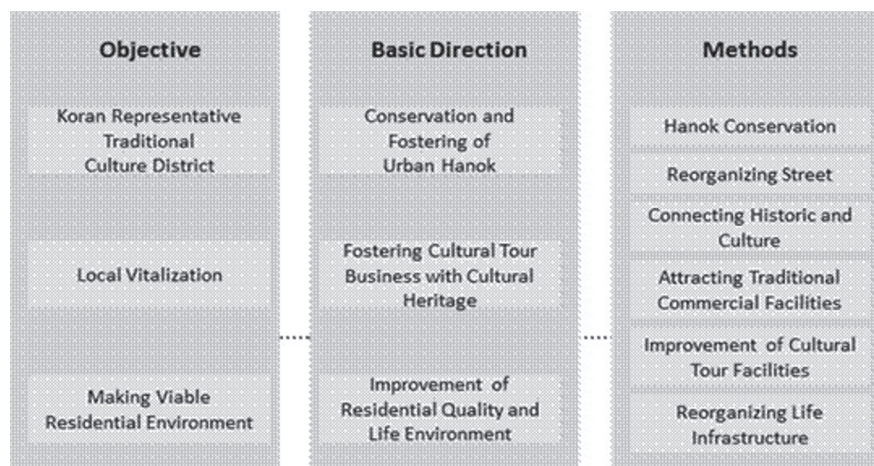 Objective
Koran Representative
Traditional
Culture District
Local Vitalization
Making Viable
Residential Environment
Basic Direction
Conservation and
Fostering of
Urban Hanok
Fostering Cultural Tour
Business with Cultural
Heritage
Improvement of
Residential Quality and
Life Environment
Methods
Hanok Conservation
Reorganizing Street
Connecting Historic and
Culture
Attracting Traditional
Commercial Facilities
Improvement of Cultural
Tour Facilities
Reorganizing Life
Infrastructure